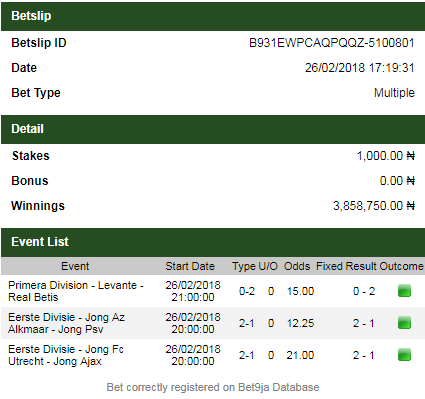 Betslip
Betslip ID B931EWPCAQPQQZ-5100801
Date 26/02/2018 17:19:31
Bet Type Multiple
Detail
Stakes 1,000.00 ₦
Bonus 0.00 ₦
Winnings 3,858,750.00 ₦
Event List
Event Start Date Type U/O Odds Fixed Result Outcome
Primera Division - Levante - 26/02/2018
Real Betis 21:00:00 0-2 0 15.00 0 - 2
Eerste Divisie - Jong Az 26/02/2018
Alkmaar - Jong Psv 20:00:00 2-1 0 12.25 2 - 1
Eerste Divisie - Jong Fc 26/02/2018
Utrecht - Jong Ajax 20:00:00 2-1 0 21.00 2 - 1
Bet correctly registered on Bet9ja Database